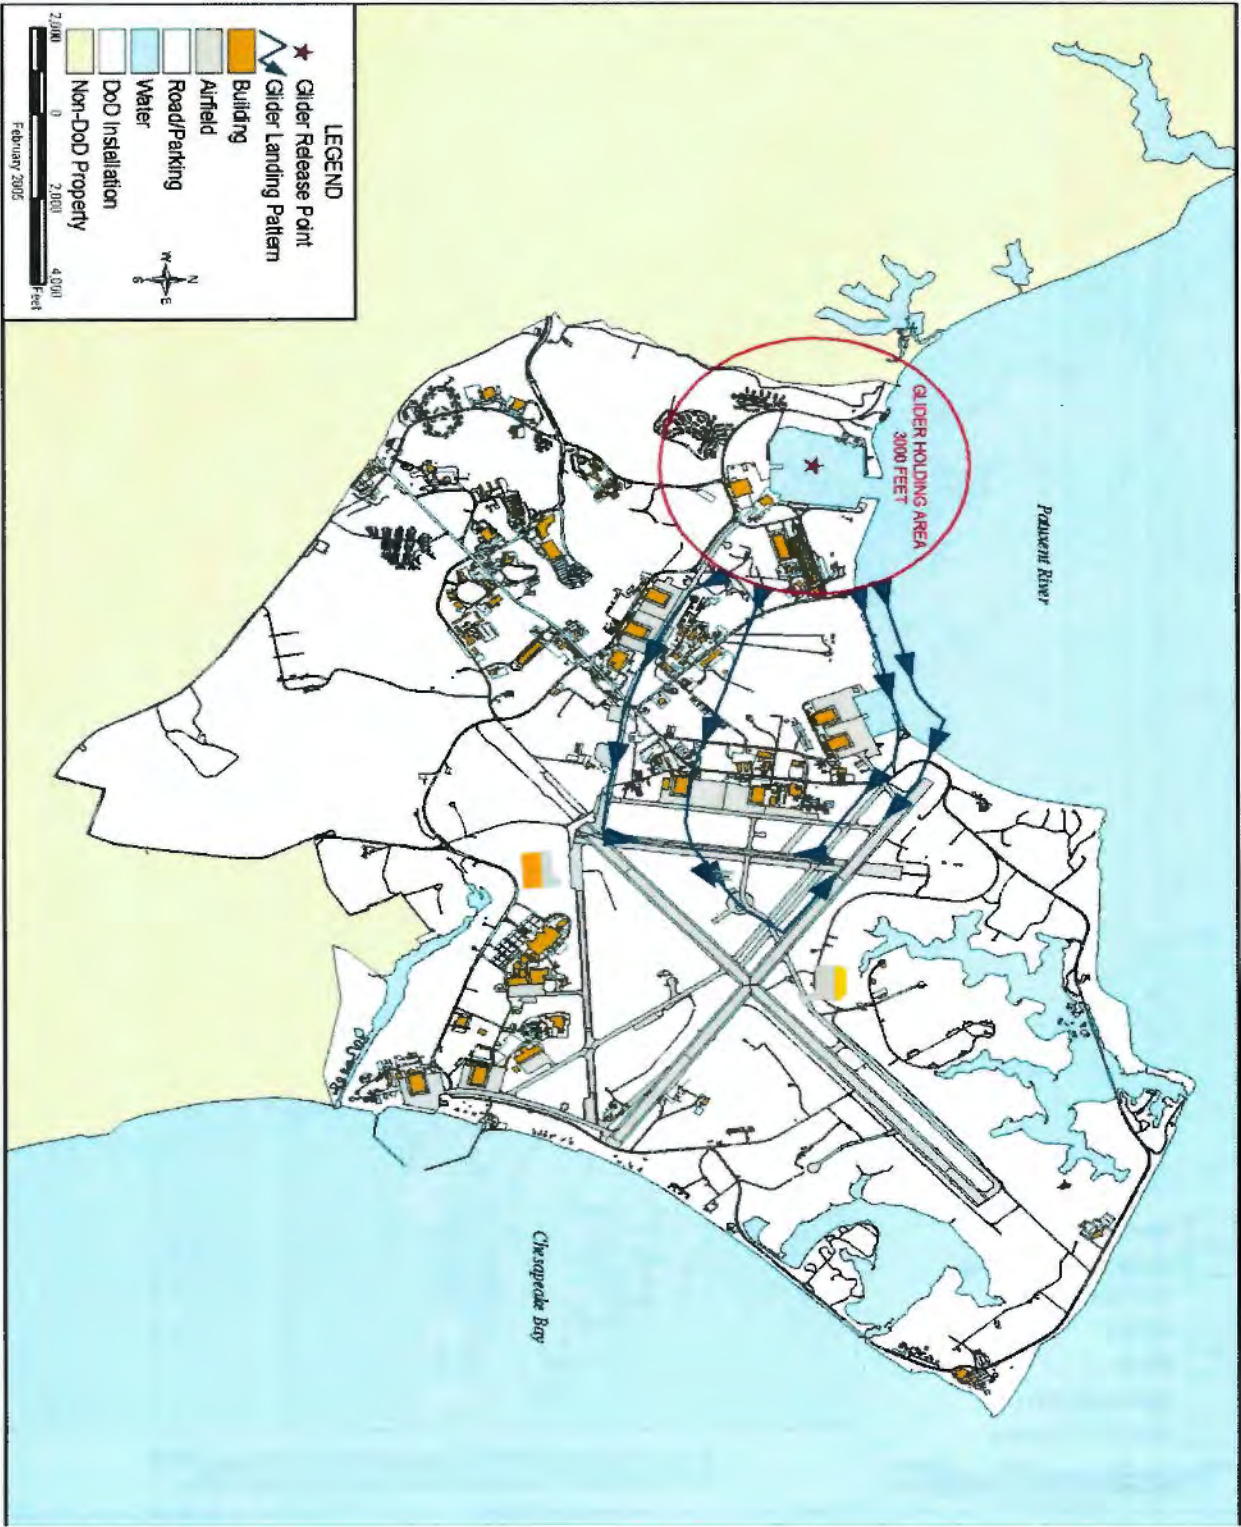 LEGEND
Glider Release Point
Glider Landing Pattern
Building
Airfield
Road/Parking
Water
DoD Installation
Non-DoD Property
N
W
E
S
2,000
0
2,000
4,000
Feet
February 2005
GLIDER HOLDING AREA
3000 FEET
Patuxent River
Chesapeake Bay